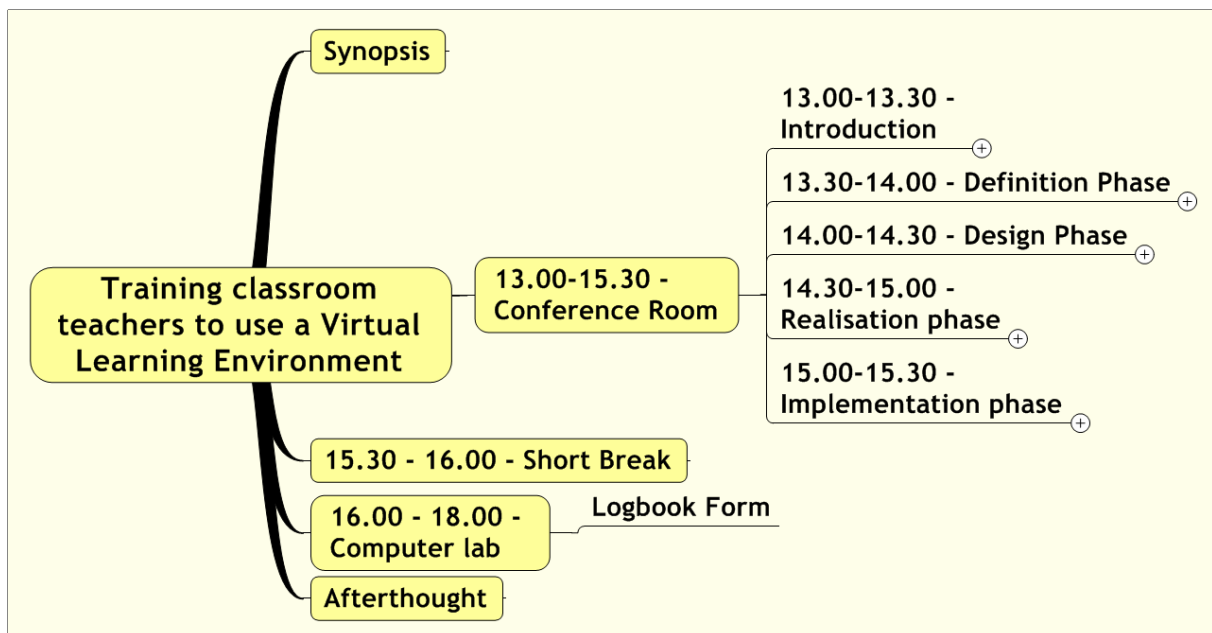 Synopsis
Training classroom
teachers to use a Virtual
Learning Environment
13.00-15.30 -
Conference Room
13.00-13.30 -
Introduction
13.30-14.00 - Definition Phase
14.00-14.30 - Design Phase
14.30-15.00 -
Realisation phase
15.00-15.30 -
Implementation phase
15.30 - 16.00 - Short Break
16.00 - 18.00 -
Computer lab
Logbook Form
Afterthought